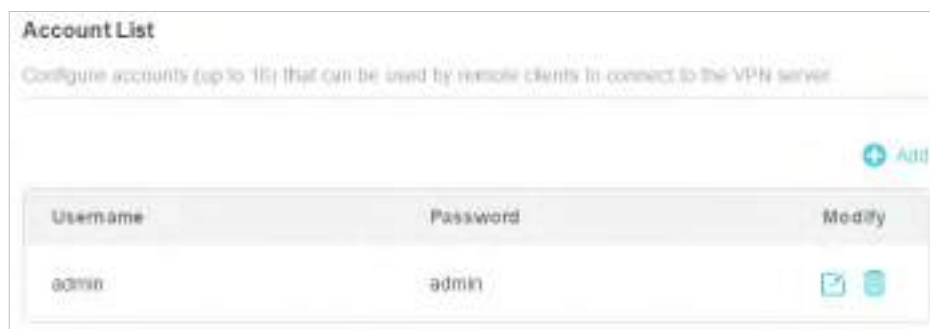 Account List
Configure accounts (up to 16) that can be used by remote clients to connect to the VPN server.
Add
Username Password Modify
admin admin